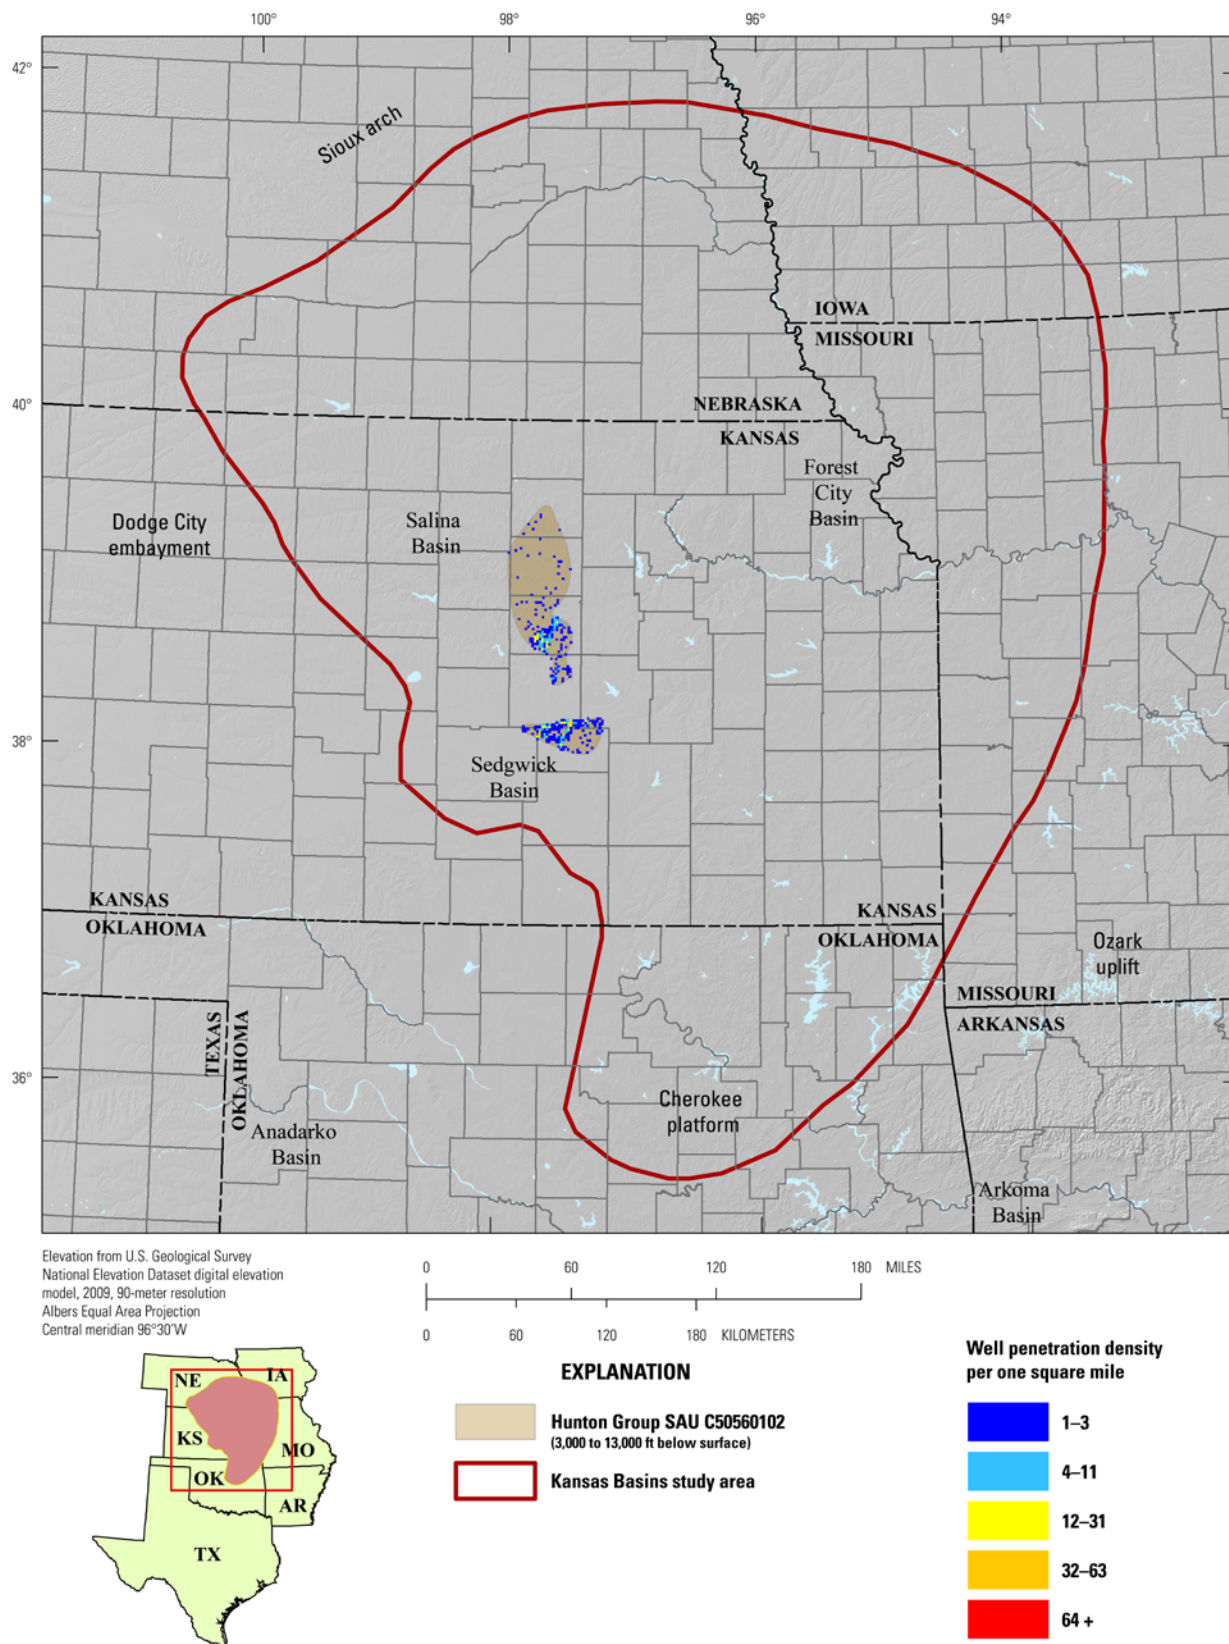 100°
98°
96°
94°
42°
Sioux arch
IOWA
MISSOURI
40°
NEBRASKA
KANSAS
Forest
City
Basin
Dodge City
embayment
Salina
Basin
38°
Sedgwick
Basin
KANSAS
OKLAHOMA
KANSAS
OKLAHOMA
Ozark
uplift
MISSOURI
ARKANSAS
TEXAS
OKLAHOMA
36°
Cherokee
platform
Anadarko
Basin
Arkoma
Basin
Elevation from U.S. Geological Survey
National Elevation Dataset digital elevation
model, 2009, 90-meter resolution
Albers Equal Area Projection
Central meridian 96°30'W
0 60 120 180 MILES
0 60 120 180 KILOMETERS
NE
IA
KS
MO
OK
AR
TX
EXPLANATION
Hunton Group SAU C50560102
(3,000 to 13,000 ft below surface)
Kansas Basins study area
Well penetration density
per one square mile
1–3
4–11
12–31
32–63
64 +